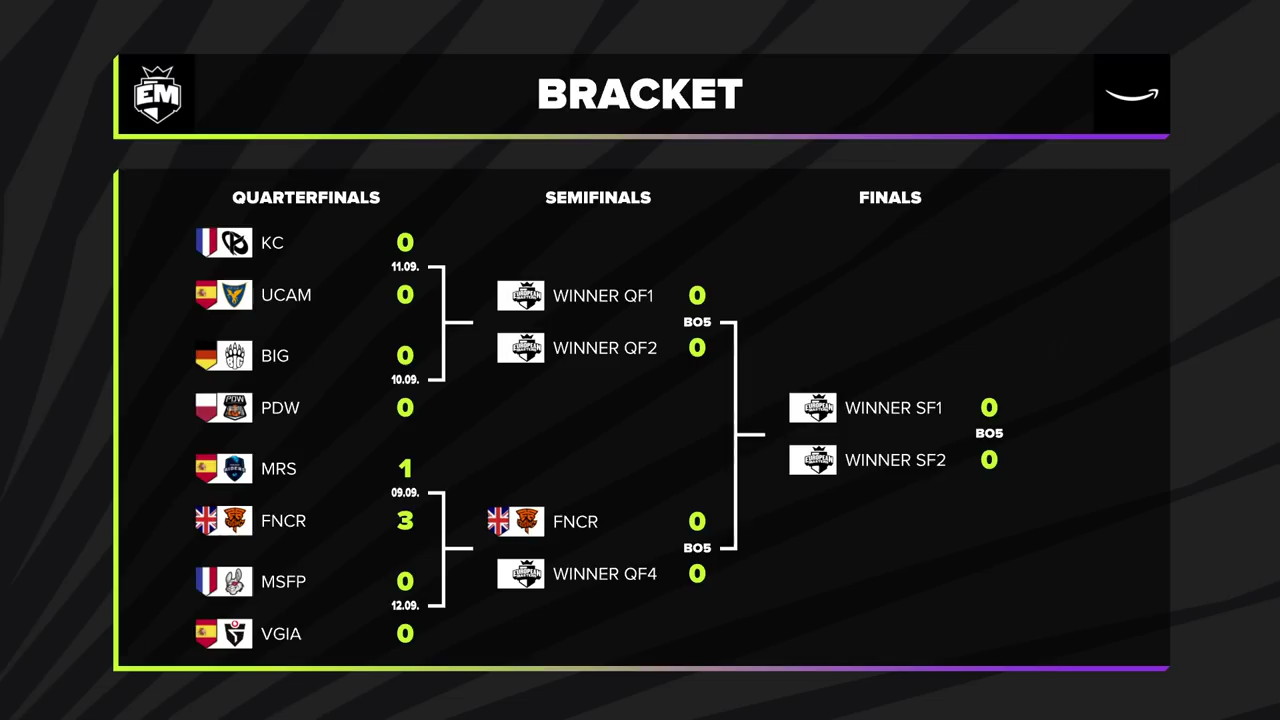 EM
BRACKET
QUARTERFINALS
SEMIFINALS
FINALS
KC 0
11.09.
UCAM 0
BIG 0
10.09.
PDW 0
MRS 1
09.09.
FNCR 3
MSFP 0
12.09.
VGIA 0
WINNER QF1 0
BO5
WINNER QF2 0
FNCR 0
BO5
WINNER QF4 0
WINNER SF1 0
BO5
WINNER SF2 0